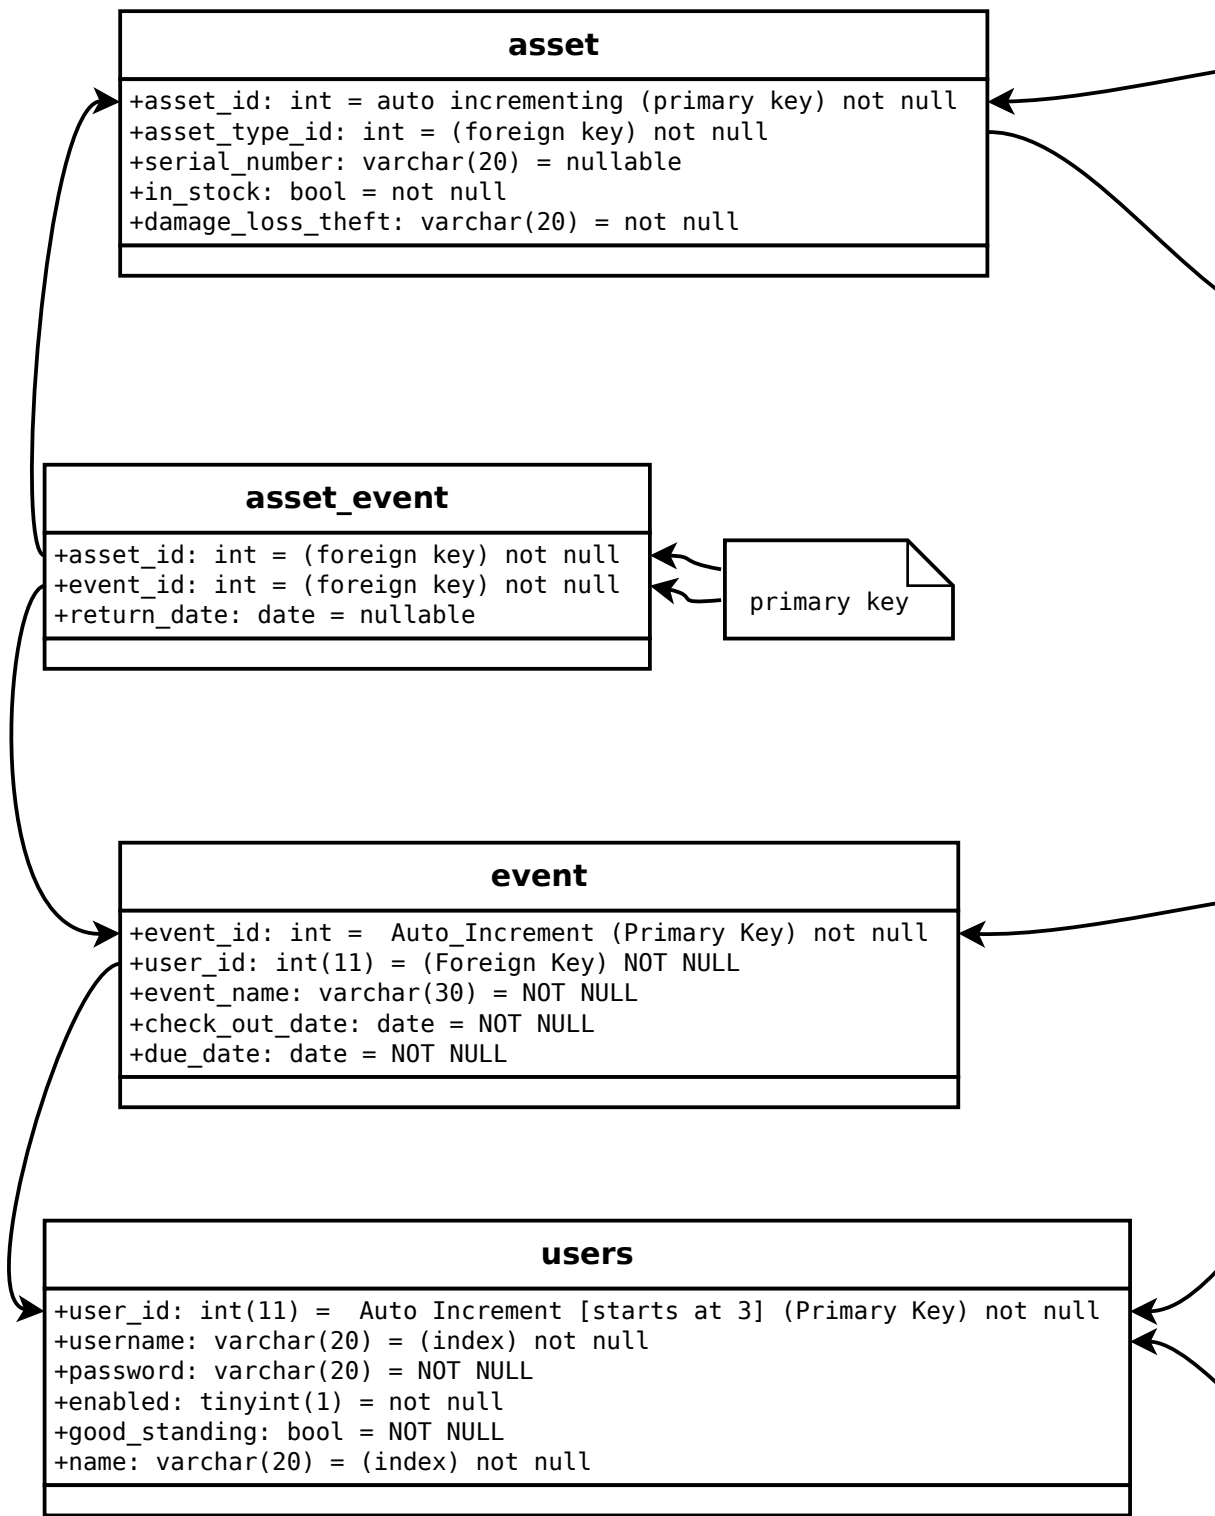 asset
+asset_id: int = auto incrementing (primary key) not null
+asset_type_id: int = (foreign key) not null
+serial_number: varchar(20) = nullable
+in_stock: bool = not null
+damage_loss_theft: varchar(20) = not null
asset_event
+asset_id: int = (foreign key) not null
+event_id: int = (foreign key) not null
+return_date: date = nullable
primary key
event
+event_id: int =  Auto_Increment (Primary Key) not null
+user_id: int(11) = (Foreign Key) NOT NULL
+event_name: varchar(30) = NOT NULL
+check_out_date: date = NOT NULL
+due_date: date = NOT NULL
users
+user_id: int(11) =  Auto Increment [starts at 3] (Primary Key) not null
+username: varchar(20) = (index) not null
+password: varchar(20) = NOT NULL
+enabled: tinyint(1) = not null
+good_standing: bool = NOT NULL
+name: varchar(20) = (index) not null